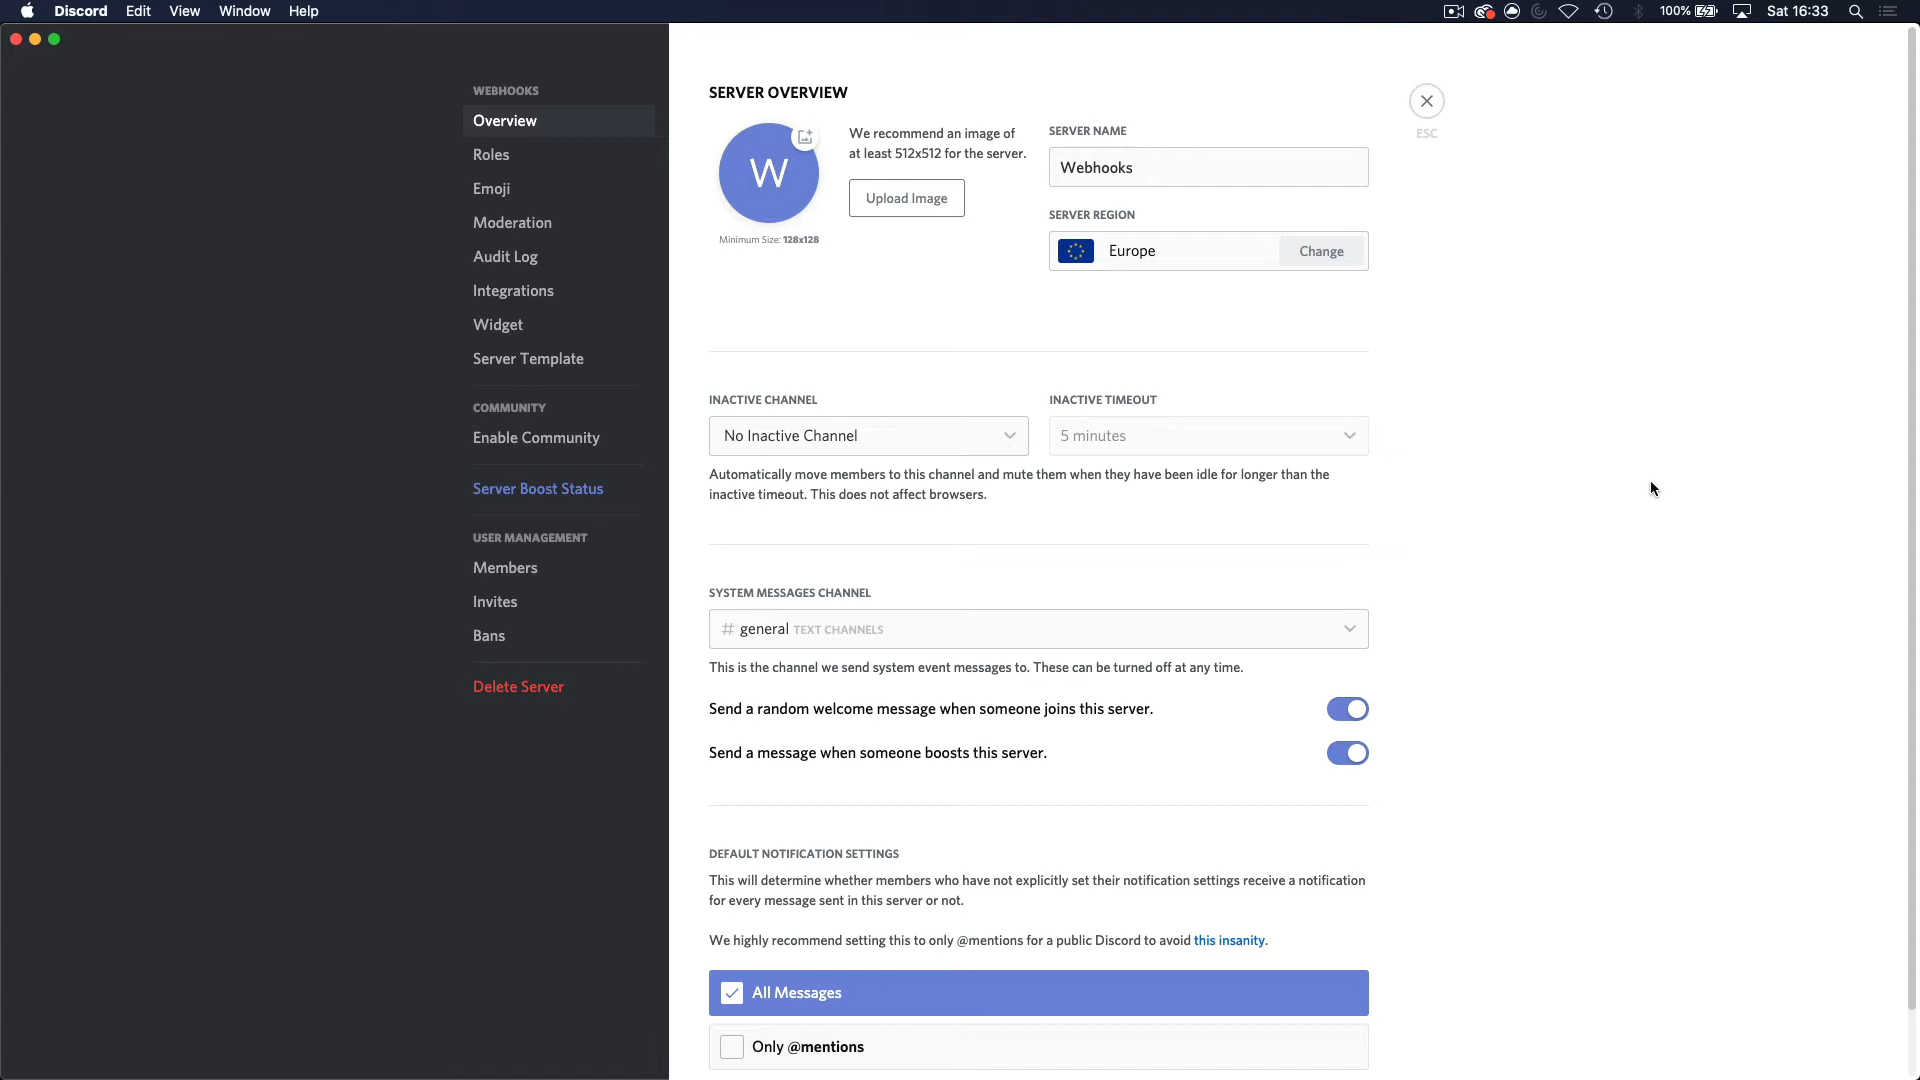 Discord Edit View Window Help
100% Sat 16:33
WEBHOOKS
Overview
Roles
Emoji
Moderation
Audit Log
Integrations
Widget
Server Template
COMMUNITY
Enable Community
Server Boost Status
USER MANAGEMENT
Members
Invites
Bans
Delete Server
SERVER OVERVIEW
W
Minimum Size: 128x128
We recommend an image of
at least 512x512 for the server.
Upload Image
SERVER NAME
Webhooks
SERVER REGION
Europe
Change
ESC
INACTIVE CHANNEL
No Inactive Channel
INACTIVE TIMEOUT
5 minutes
Automatically move members to this channel and mute them when they have been idle for longer than the
inactive timeout. This does not affect browsers.
SYSTEM MESSAGES CHANNEL
# general TEXT CHANNELS
This is the channel we send system event messages to. These can be turned off at any time.
Send a random welcome message when someone joins this server.
Send a message when someone boosts this server.
DEFAULT NOTIFICATION SETTINGS
This will determine whether members who have not explicitly set their notification settings receive a notification
for every message sent in this server or not.
We highly recommend setting this to only @mentions for a public Discord to avoid this insanity.
All Messages
Only @mentions